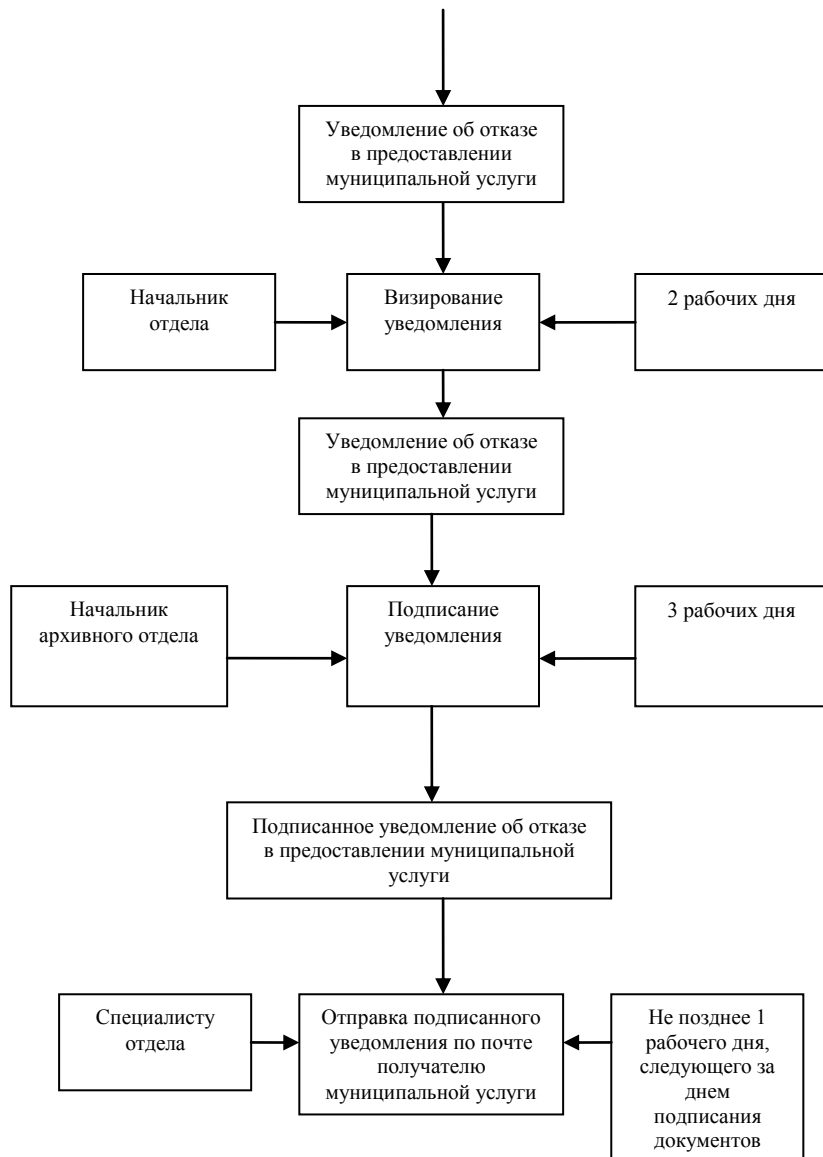 Уведомление об отказе
в предоставлении
муниципальной услуги
Начальник
отдела
Визирование
уведомления
2 рабочих дня
Уведомление об отказе
в предоставлении
муниципальной услуги
Начальник
архивного отдела
Подписание
уведомления
3 рабочих дня
Подписанное уведомление об отказе
в предоставлении муниципальной
услуги
Специалисту
отдела
Отправка подписанного
уведомления по почте
получателю
муниципальной услуги
Не позднее 1
рабочего дня,
следующего за
днем
подписания
документов